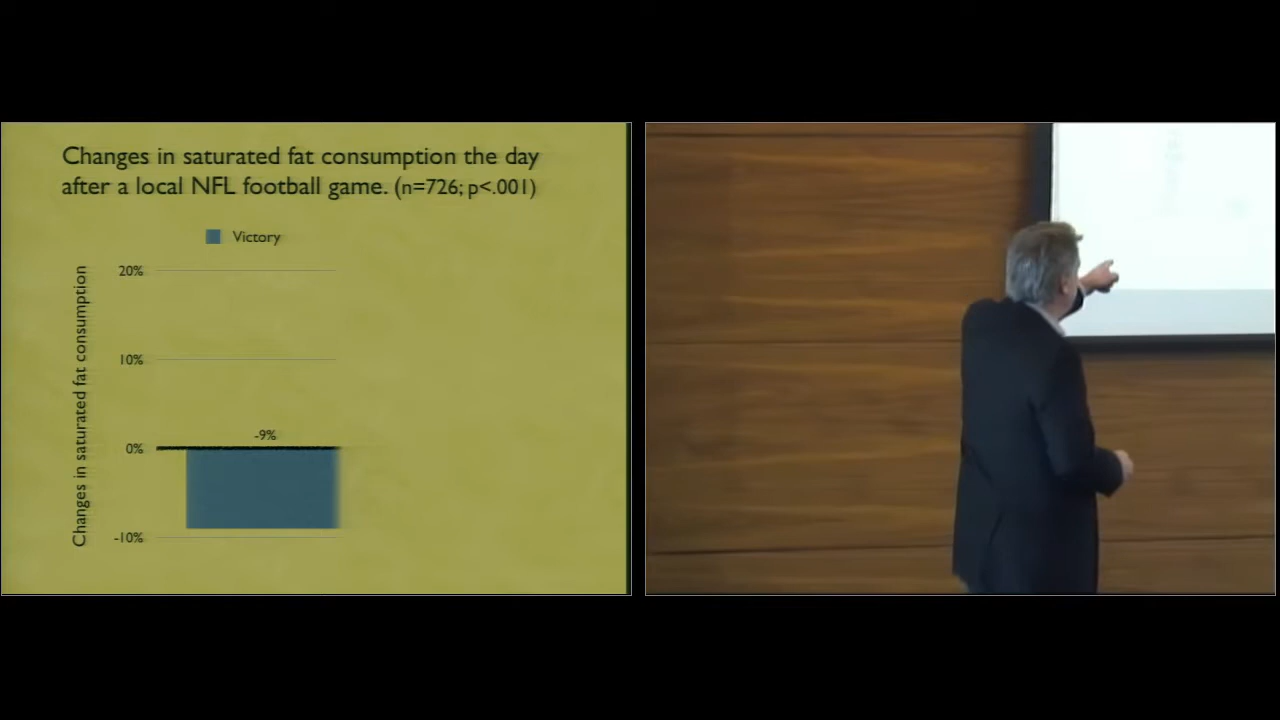 Changes in saturated fat consumption the day
after a local NFL football game. (n=726; p<.001)
Victory
Changes in saturated fat consumption
20%
10%
0%
-10%
-9%